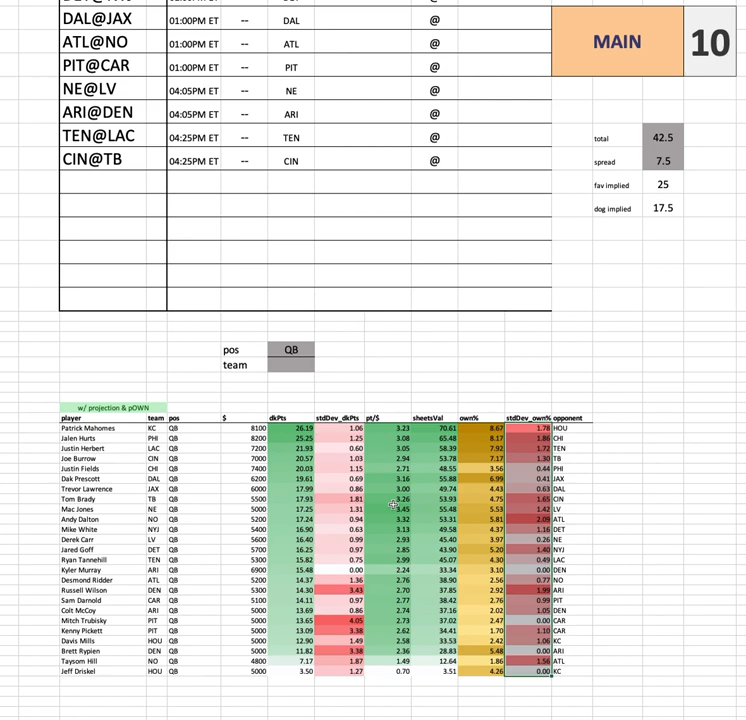 DAL@JAX 01:00PM ET -- DAL @
ATL@NO 01:00PM ET -- ATL @
MAIN 10
PIT@CAR 01:00PM ET -- PIT @
NE@LV 04:05PM ET -- NE @
ARI@DEN 04:05PM ET -- ARI @
TEN@LAC 04:25PM ET -- TEN @
total 42.5
CIN@TB 04:25PM ET -- CIN @
spread 7.5
fav implied 25
dog implied 17.5
pos QB
team
w/ projection & pOWN
player team pos $ dkPts stdDev_dkPts pt/$ sheetsVal own% stdDev_own% opponent
Patrick Mahomes KC QB 8100 26.19 1.06 3.23 70.61 8.67 1.78 HOU
Jalen Hurts PHI QB 8200 25.25 1.25 3.08 65.48 8.17 1.86 CHI
Justin Herbert LAC QB 7200 21.93 0.60 3.05 58.39 7.92 1.72 TEN
Joe Burrow CIN QB 7000 20.57 1.03 2.94 53.78 7.17 1.30 TB
Justin Fields CHI QB 7400 20.03 1.15 2.71 48.55 3.56 0.44 PHI
Dak Prescott DAL QB 6200 19.61 0.69 3.16 55.88 6.99 0.41 JAX
Trevor Lawrence JAX QB 6000 17.99 0.86 3.00 49.74 4.43 0.63 DAL
Tom Brady TB QB 5500 17.93 1.81 3.26 53.93 4.75 1.65 CIN
Mac Jones NE QB 5000 17.25 1.31 3.45 55.48 5.53 1.42 LV
Andy Dalton NO QB 5200 17.24 0.94 3.32 53.31 5.81 2.09 ATL
Mike White NYJ QB 5400 16.90 0.63 3.13 49.58 4.37 1.16 DET
Derek Carr LV QB 5600 16.40 0.99 2.93 45.40 3.97 0.26 NE
Jared Goff DET QB 5700 16.25 0.97 2.85 43.90 5.20 1.40 NYJ
Ryan Tannehill TEN QB 5300 15.82 0.75 2.99 45.07 4.30 0.49 LAC
Kyler Murray ARI QB 6900 15.48 0.00 2.24 33.34 3.10 0.00 DEN
Desmond Ridder ATL QB 5200 14.37 1.36 2.76 38.90 2.56 0.77 NO
Russell Wilson DEN QB 5300 14.30 3.43 2.70 37.85 2.92 1.99 ARI
Sam Darnold CAR QB 5100 14.11 0.97 2.77 38.42 2.76 0.99 PIT
Colt McCoy ARI QB 5000 13.69 0.86 2.74 37.16 2.02 1.05 DEN
Mitch Trubisky PIT QB 5000 13.65 4.05 2.73 37.02 2.47 0.00 CAR
Kenny Pickett PIT QB 5000 13.09 3.38 2.62 34.41 1.70 1.10 CAR
Davis Mills HOU QB 5000 12.90 1.49 2.58 33.53 2.42 1.06 KC
Brett Rypien DEN QB 5000 11.82 3.38 2.36 28.83 5.48 0.00 ARI
Taysom Hill NO QB 4800 7.17 1.87 1.49 12.64 1.86 1.56 ATL
Jeff Driskel HOU QB 5000 3.50 1.27 0.70 3.51 4.26 0.00 KC